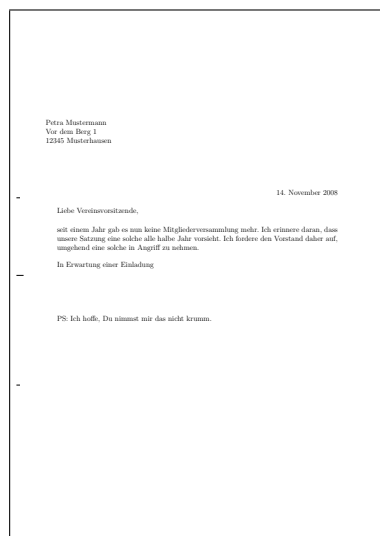 Petra Mustermann
Vor dem Berg 1
12345 Musterhausen
14. November 2008
Liebe Vereinsvorsitzende,
seit einem Jahr gab es nun keine Mitgliederversammlung mehr. Ich erinnere daran, dass
unsere Satzung eine solche alle halbe Jahr vorsieht. Ich fordere den Vorstand daher auf,
umgehend eine solche in Angriff zu nehmen.
In Erwartung einer Einladung
PS: Ich hoffe, Du nimmst mir das nicht krumm.